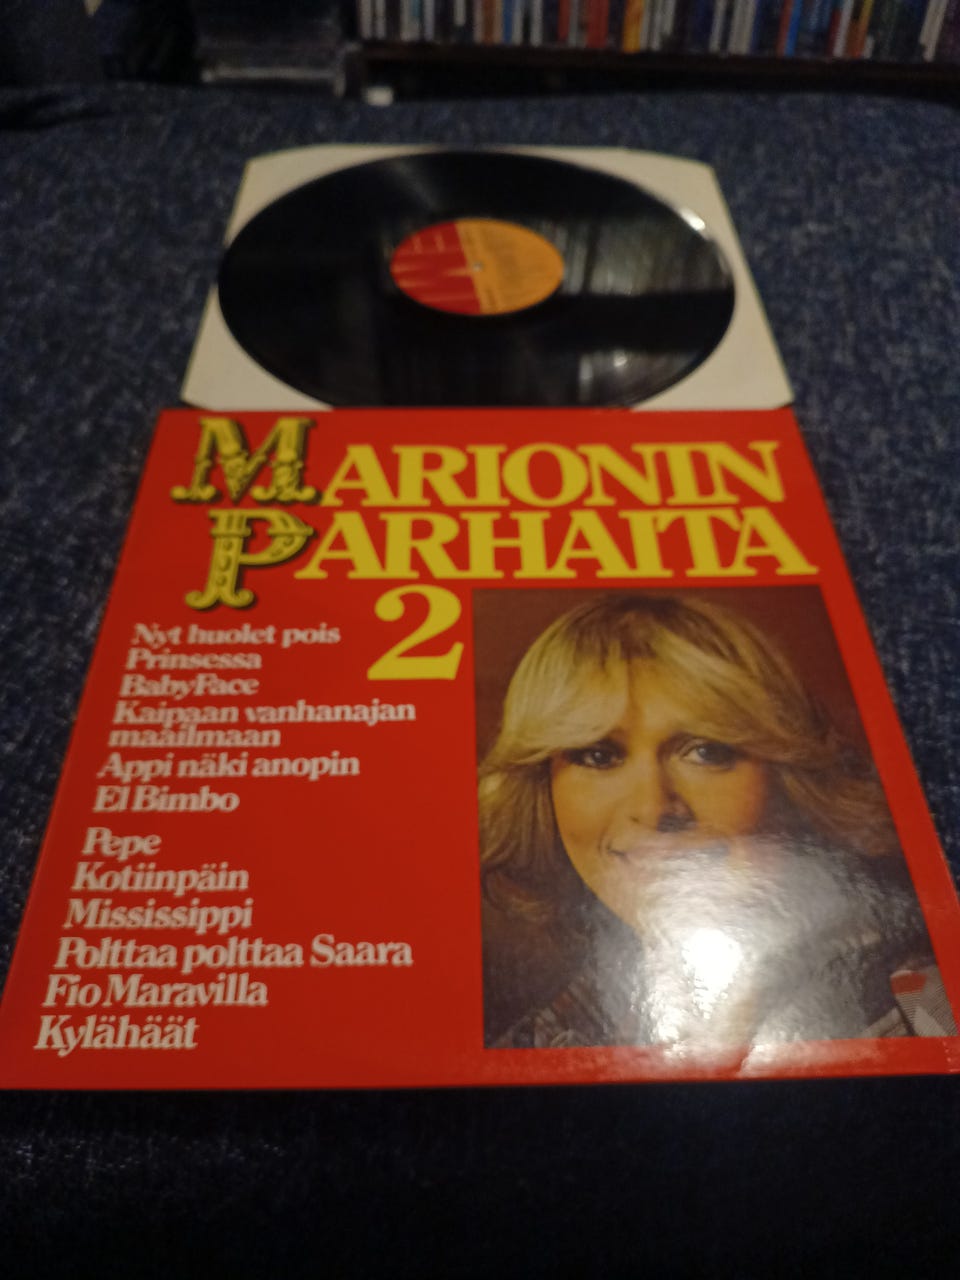 MARIONIN
PARHAITA
2
Nyt huolet pois
Prinsessa
BabyFace
Kaipaan vanhanajan
maailmaan
Appi näki anopin
El Bimbo
Pepe
Kotiinpäin
Mississippi
Polttaa polttaa Saara
Fio Maravilla
Kylähäät